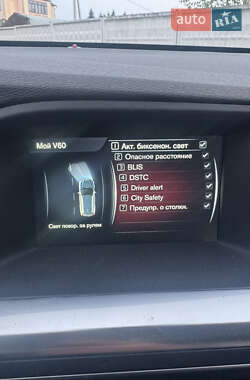 auto RIA
Мой V60
1 Акт. биксенон. свет
2 Опасное расстояние
3 BLIS
4 DSTC
5 Driver alert
6 City Safety
7 Предупр. о столкн.
Свет повор. за рулем